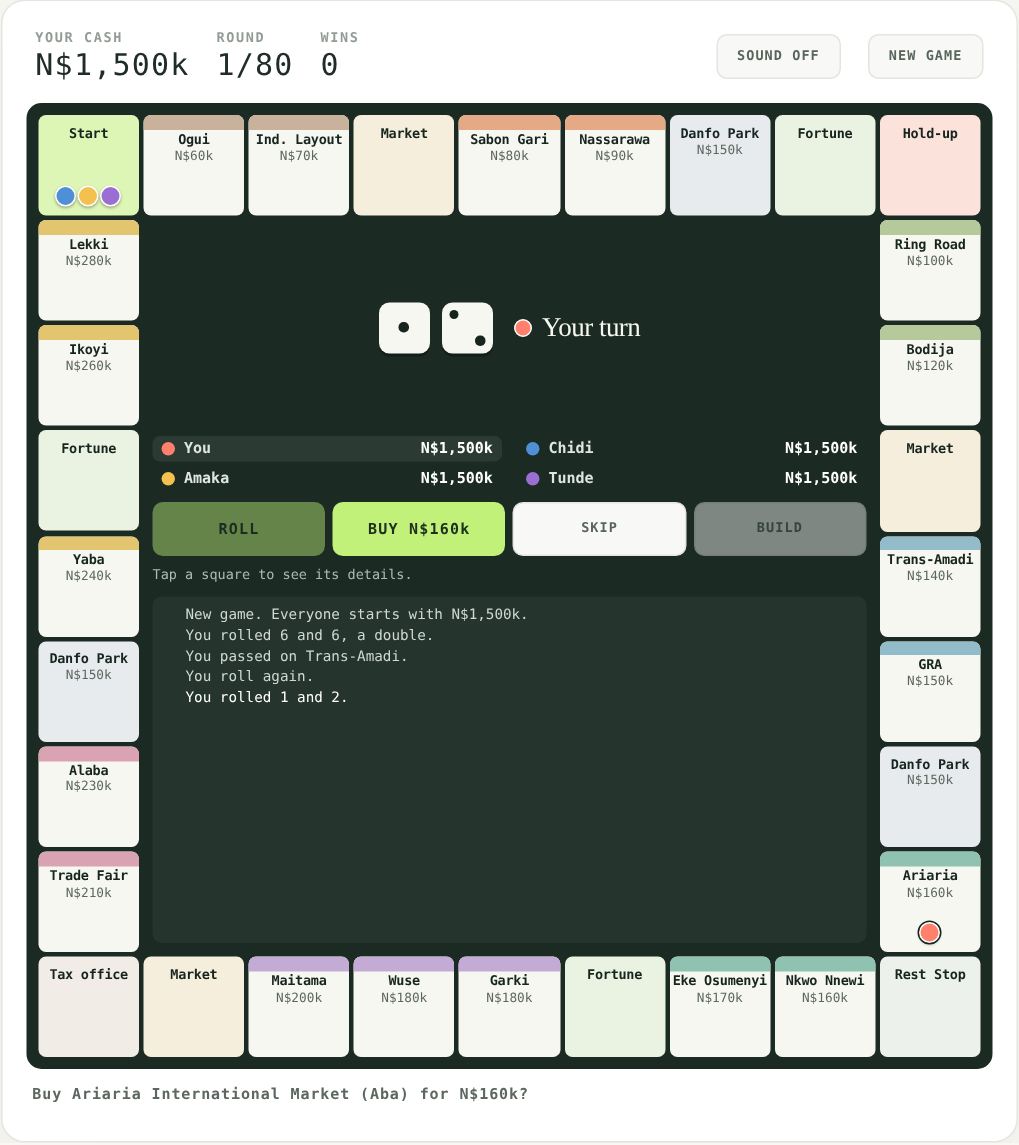 YOUR CASH ROUND WINS
N$1,500k 1/80 0
SOUND OFF NEW GAME
Start Ogui Ind. Layout Market Sabon Gari Nassarawa Danfo Park Fortune Hold-up
N$60k N$70k N$80k N$90k N$150k
Lekki Ring Road
N$280k N$100k
Your turn
Ikoyi Bodija
N$260k N$120k
Fortune You N$1,500k Chidi N$1,500k Market
Amaka N$1,500k Tunde N$1,500k
ROLL BUY N$160k SKIP BUILD
Yaba Trans-Amadi
N$240k N$140k
Tap a square to see its details.
New game. Everyone starts with N$1,500k.
You rolled 6 and 6, a double.
You passed on Trans-Amadi.
You roll again.
You rolled 1 and 2.
Danfo Park GRA
N$150k N$150k
Alaba Danfo Park
N$230k N$150k
Trade Fair Ariaria
N$210k N$160k
Tax office Market Maitama Wuse Garki Fortune Eke Osumenyi Nkwo Nnewi Rest Stop
N$200k N$180k N$180k N$170k N$160k
Buy Ariaria International Market (Aba) for N$160k?